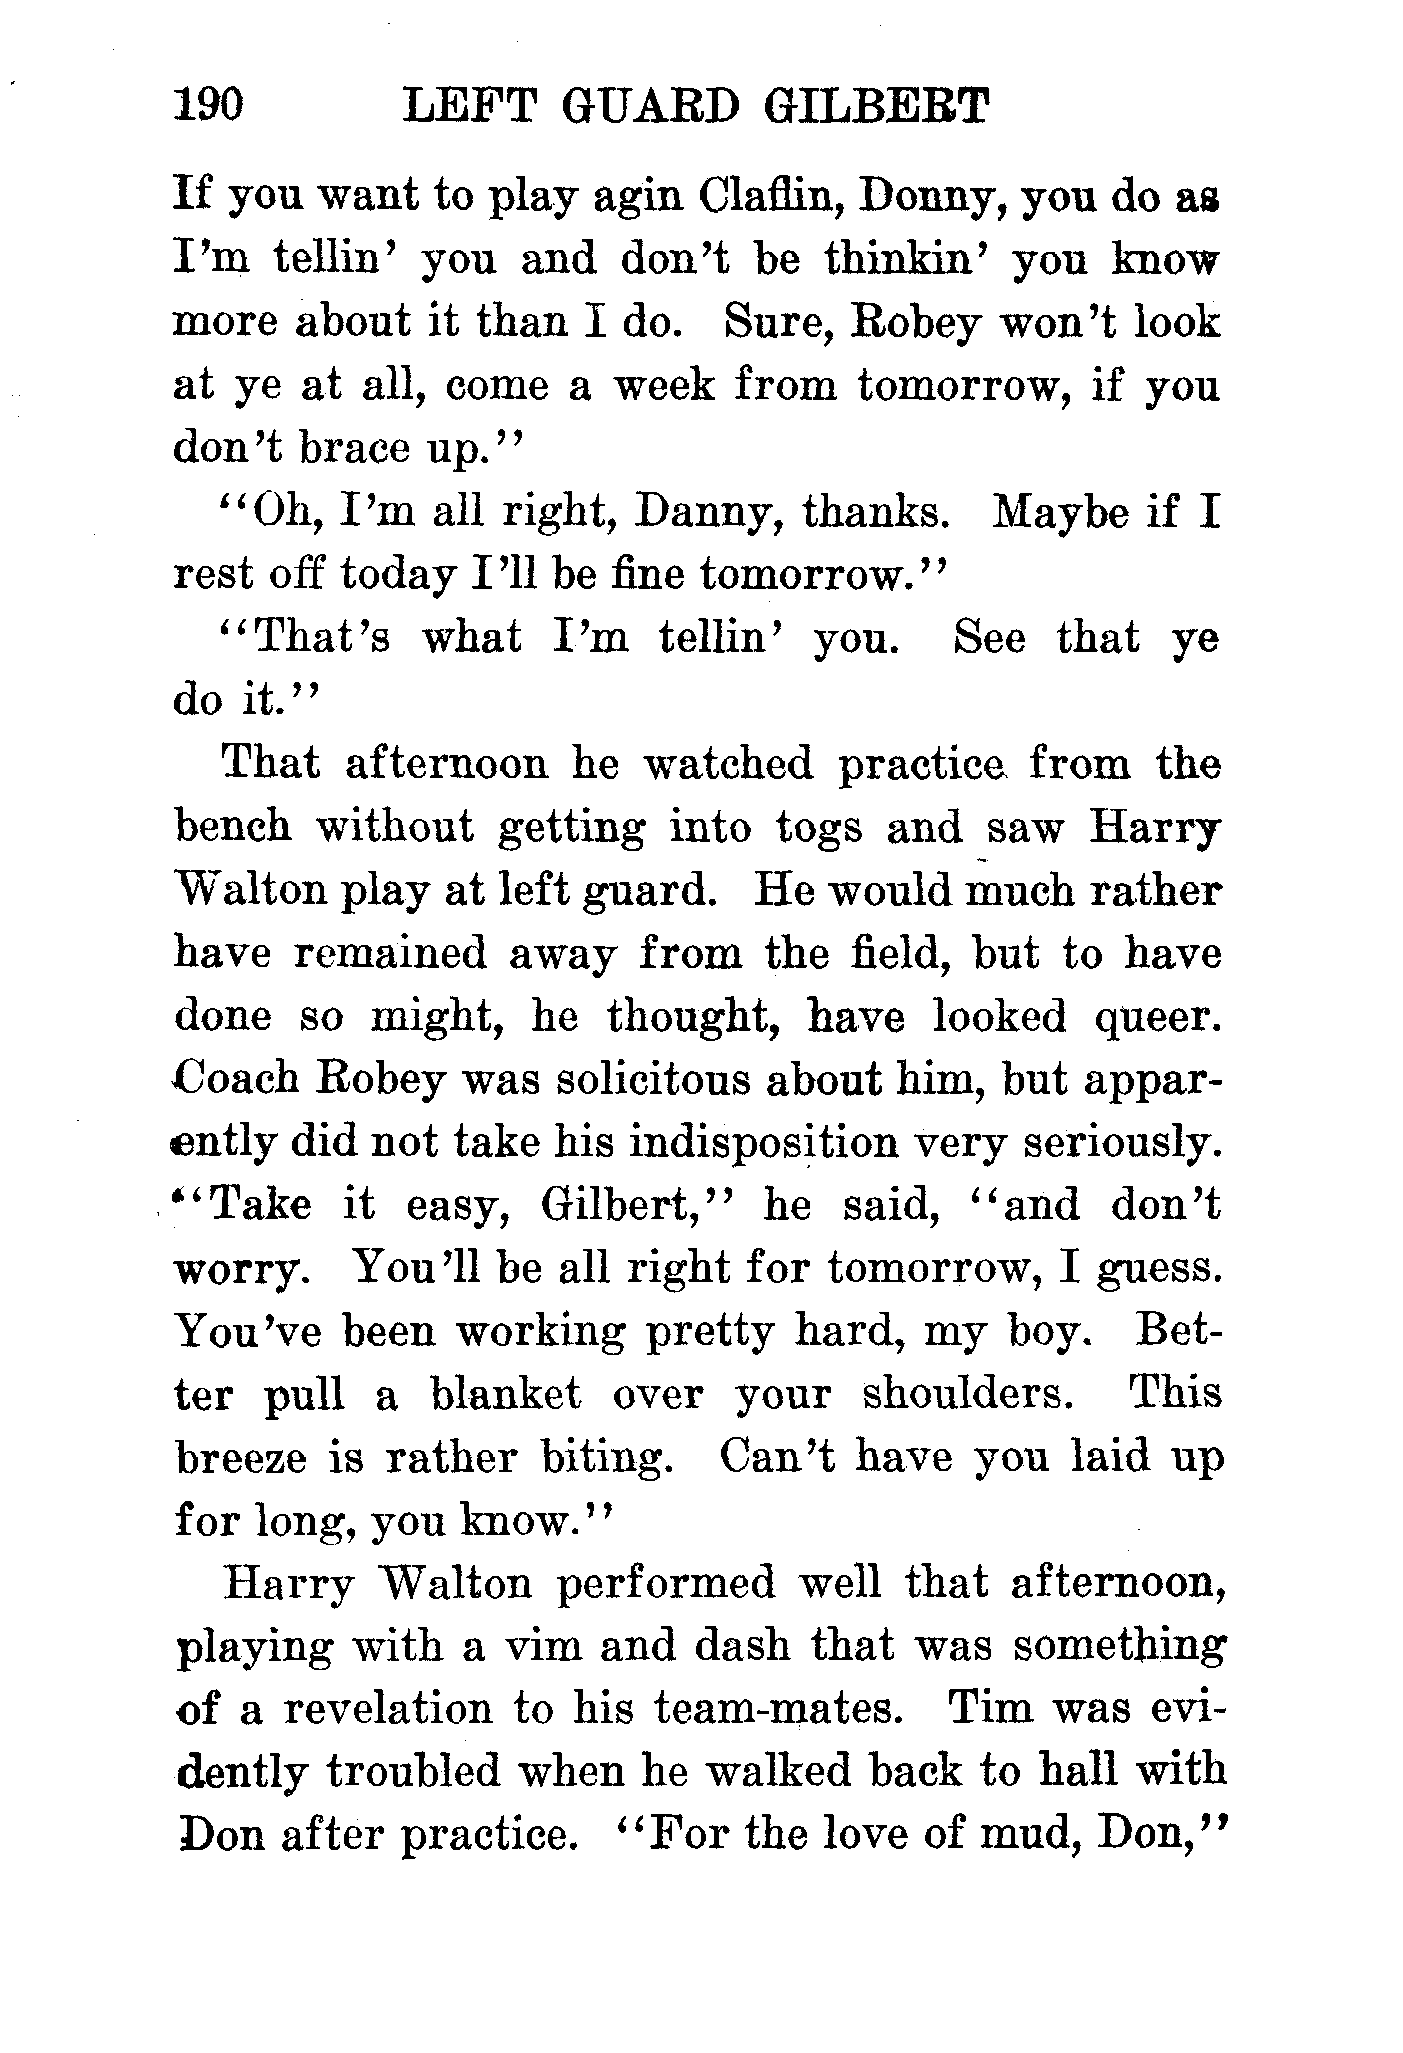 190 LEFT GUARD GILBERT
If you want to play agin Claflin, Donny, you do as
I'm tellin' you and don't be thinkin' you know
more about it than I do. Sure, Robey won't look
at ye at all, come a week from tomorrow, if you
don't brace up."
"Oh, I'm all right, Danny, thanks. Maybe if I
rest off today I'll be fine tomorrow."
"That's what I'm tellin' you. See that ye
do it."
That afternoon he watched practice from the
bench without getting into togs and saw Harry
Walton play at left guard. He would much rather
have remained away from the field, but to have
done so might, he thought, have looked queer.
Coach Robey was solicitous about him, but appar-
ently did not take his indisposition very seriously.
"Take it easy, Gilbert," he said, "and don't
worry. You'll be all right for tomorrow, I guess.
You've been working pretty hard, my boy. Bet-
ter pull a blanket over your shoulders. This
breeze is rather biting. Can't have you laid up
for long, you know."
Harry Walton performed well that afternoon,
playing with a vim and dash that was something
of a revelation to his team-mates. Tim was evi-
dently troubled when he walked back to hall with
Don after practice. "For the love of mud, Don,"